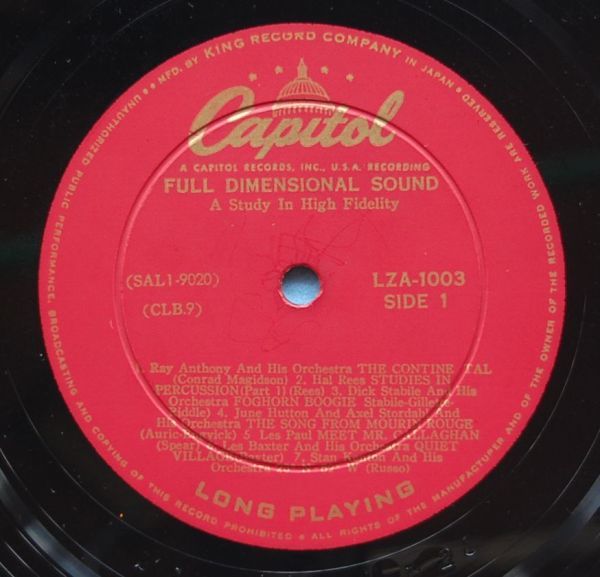 MFD. BY KING RECORD COMPANY IN JAPAN
Capitol
A CAPITOL RECORDS, INC., U.S.A. RECORDING
FULL DIMENSIONAL SOUND
A Study In High Fidelity
(SAL1-9020)
(CLB.9)
LZA-1003
SIDE 1
1. Ray Anthony And His Orchestra THE CONTINE TAL
(Conrad Magidson) 2. Hal Rees STUDIES IN
PERCUSSION (Part 1) (Rees) 3. Dick Stabile And His
Orchestra FOGHORN BOOGIE Stabile-Gille
Riddle) 4. June Hutton And Axel Stordahl And
His Orchestra THE SONG FROM MOURIN ROUGE
(Auric- 5 Les Paul MEET MR. CALLAGHAN
(Spear) Les Baxter And His Orchestra QUIET
VILLAGE (Baxter) 7, Stan Kenton And His
Orchestra W (Russo)
LONG PLAYING
UNAUTHORIZED PUBLIC PERFORMANCE, BROADCASTING AND COPYING OF THIS RECORD PROHIBITED • ALL RIGHTS OF THE MANUFACTURER AND OF THE OWNER OF THE RECORDED WORK ARE RESERVED